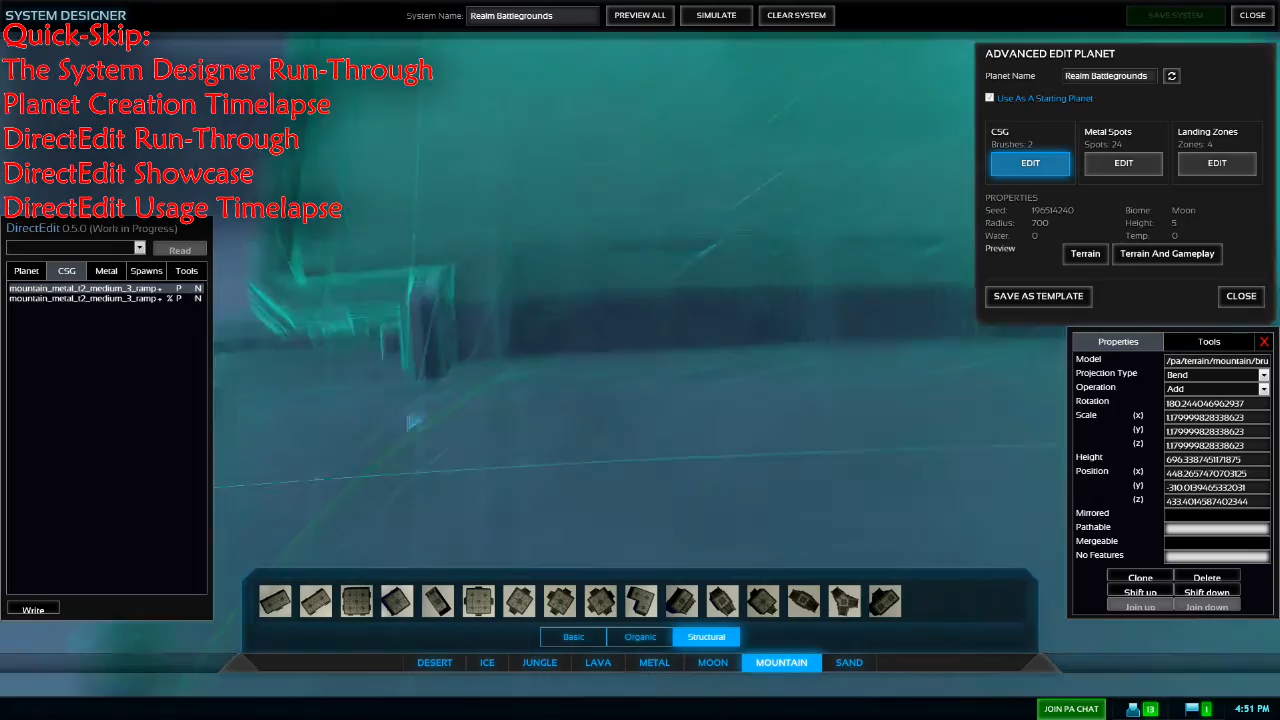 SYSTEM DESIGNER
System Name: Realm Battlegrounds
PREVIEW ALL
SIMULATE
CLEAR SYSTEM
SAVE SYSTEM
CLOSE
Quick-Skip:
The System Designer Run-Through
Planet Creation Timelapse
DirectEdit Run-Through
DirectEdit Showcase
DirectEdit Usage Timelapse
ADVANCED EDIT PLANET
Planet Name Realm Battlegrounds
Use As A Starting Planet
CSG Metal Spots Landing Zones
Brushes: 2 Spots: 24 Zones: 4
EDIT EDIT EDIT
PROPERTIES
Seed: 196514240 Biome: Moon
Radius: 700 Height: 5
Water: 0 Temp: 0
Preview Terrain Terrain And Gameplay
SAVE AS TEMPLATE CLOSE
DirectEdit 0.5.0 (Work in Progress)
Read
Planet CSG Metal Spawns Tools
mountain_metal_t2_medium_3_ramp + P N
mountain_metal_t2_medium_3_ramp + % P N
Write
Properties Tools X
Model /pa/terrain/mountain/bru
Projection Type Bend
Operation Add
Rotation 180.244046962937
Scale (x) 1.179999828338623
(y) 1.179999828338623
(z) 1.179999828338623
Height 696.3387451171875
Position (x) 448.2657470703125
(y) -310.0139465332031
(z) 433.4014587402344
Mirrored
Pathable
Mergeable
No Features
Clone Delete
Shift up Shift down
Join up Join down
Basic Organic Structural
DESERT ICE JUNGLE LAVA METAL MOON MOUNTAIN SAND
JOIN PA CHAT 13 1 4:51 PM